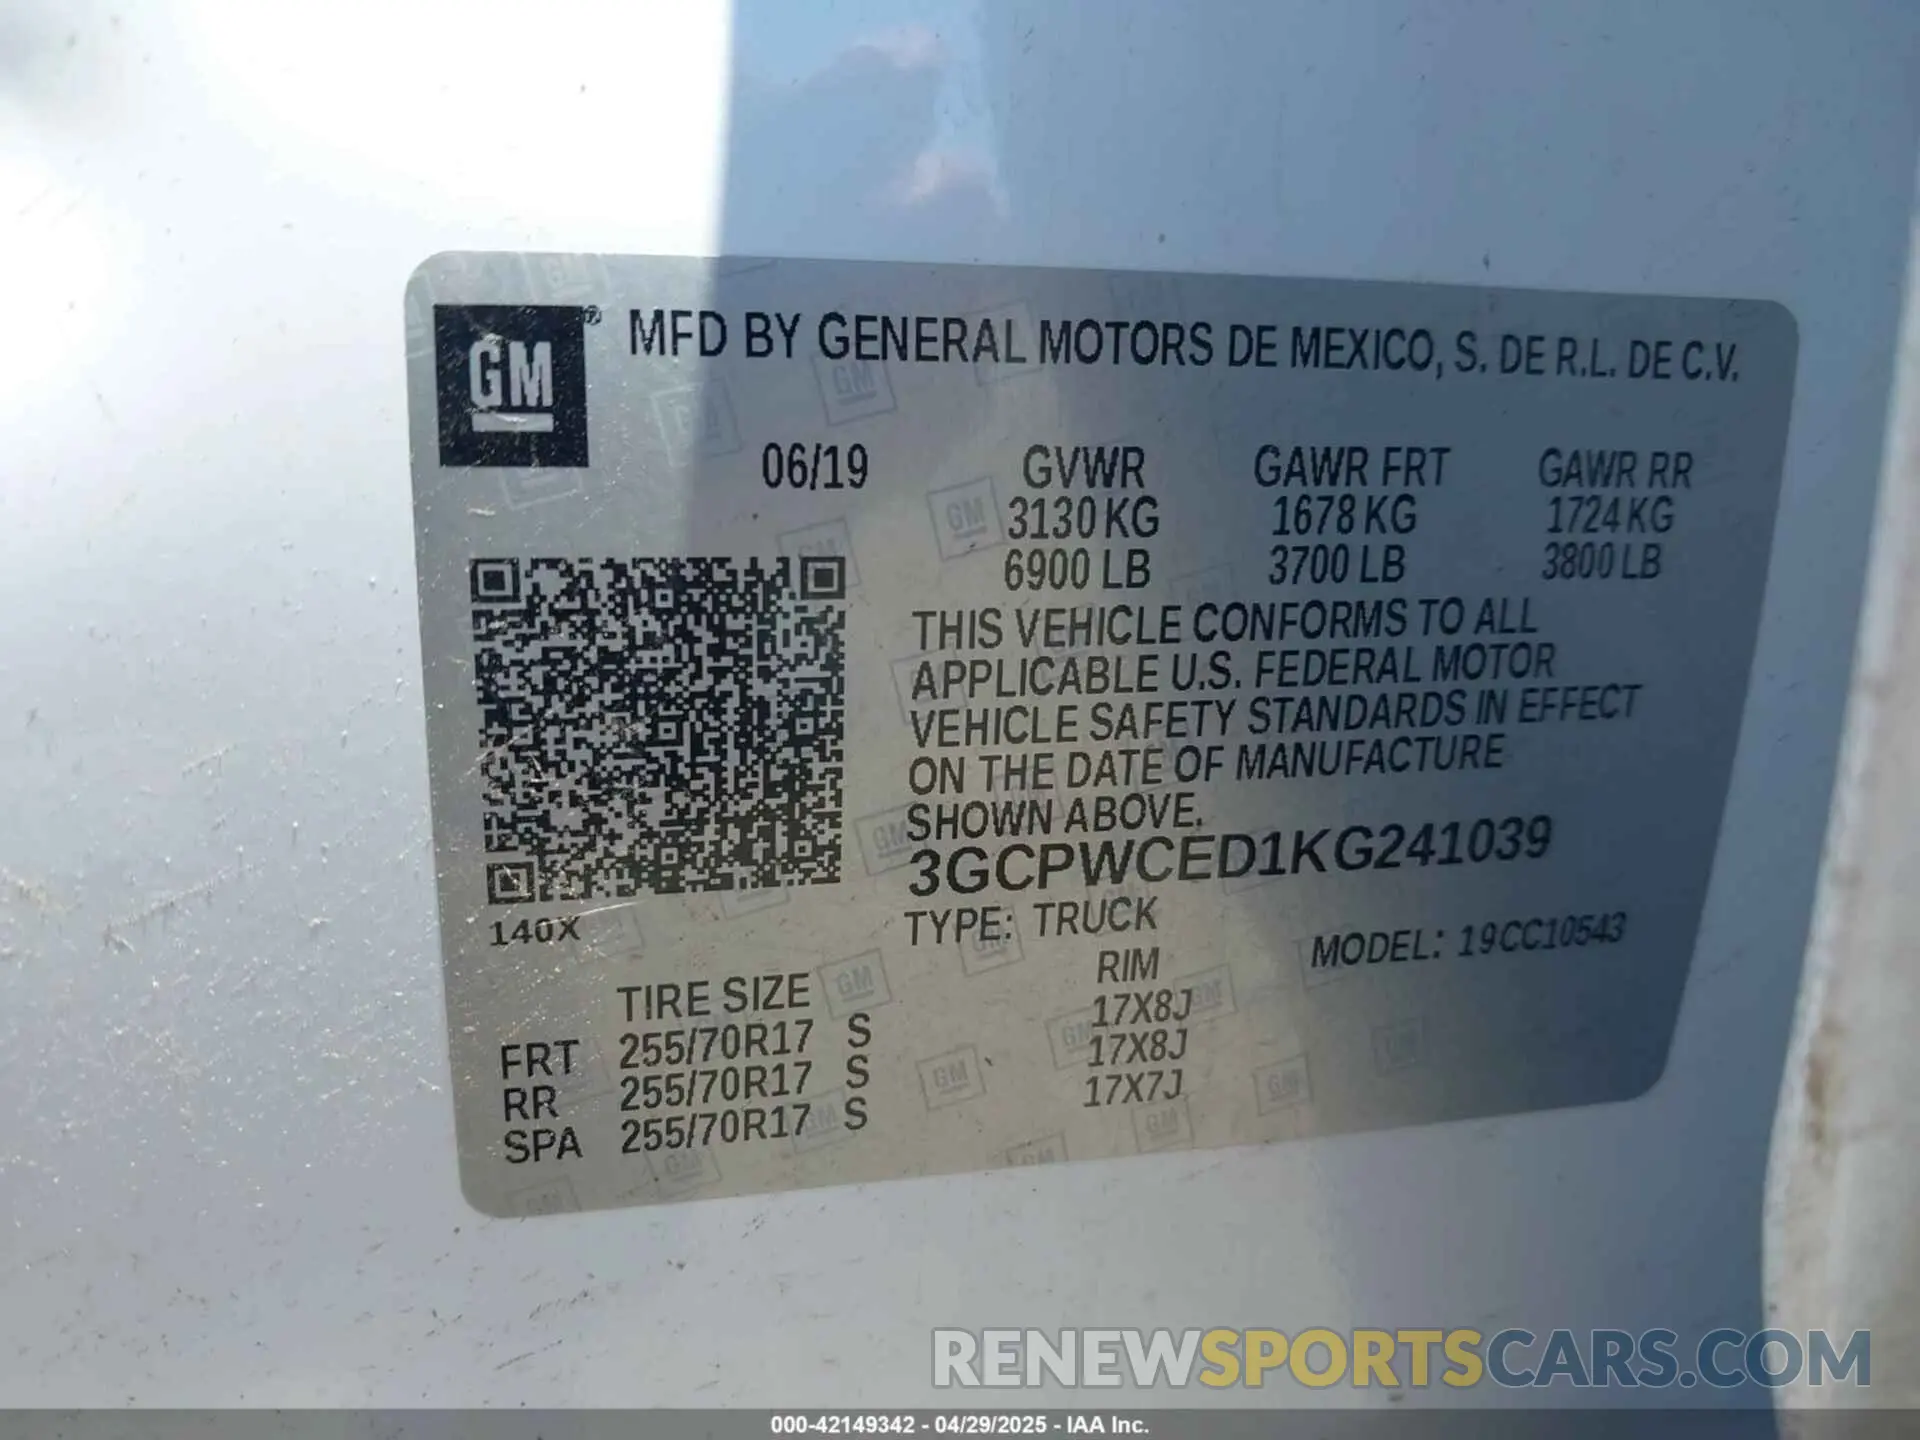 GM ® MFD BY GENERAL MOTORS DE MEXICO, S. DE R.L. DE C.V.
06/19 GVWR GAWR FRT GAWR RR
3130 KG 1678 KG 1724 KG
6900 LB 3700 LB 3800 LB
THIS VEHICLE CONFORMS TO ALL
APPLICABLE U.S. FEDERAL MOTOR
VEHICLE SAFETY STANDARDS IN EFFECT
ON THE DATE OF MANUFACTURE
SHOWN ABOVE.
3GCPWCED1KG241039
140X TYPE: TRUCK MODEL: 19CC10543
TIRE SIZE RIM
FRT 255/70R17 S 17X8J
RR 255/70R17 S 17X8J
SPA 255/70R17 S 17X7J
RENEWSPORTSCARS.COM
000-42149342 - 04/29/2025 - IAA Inc.